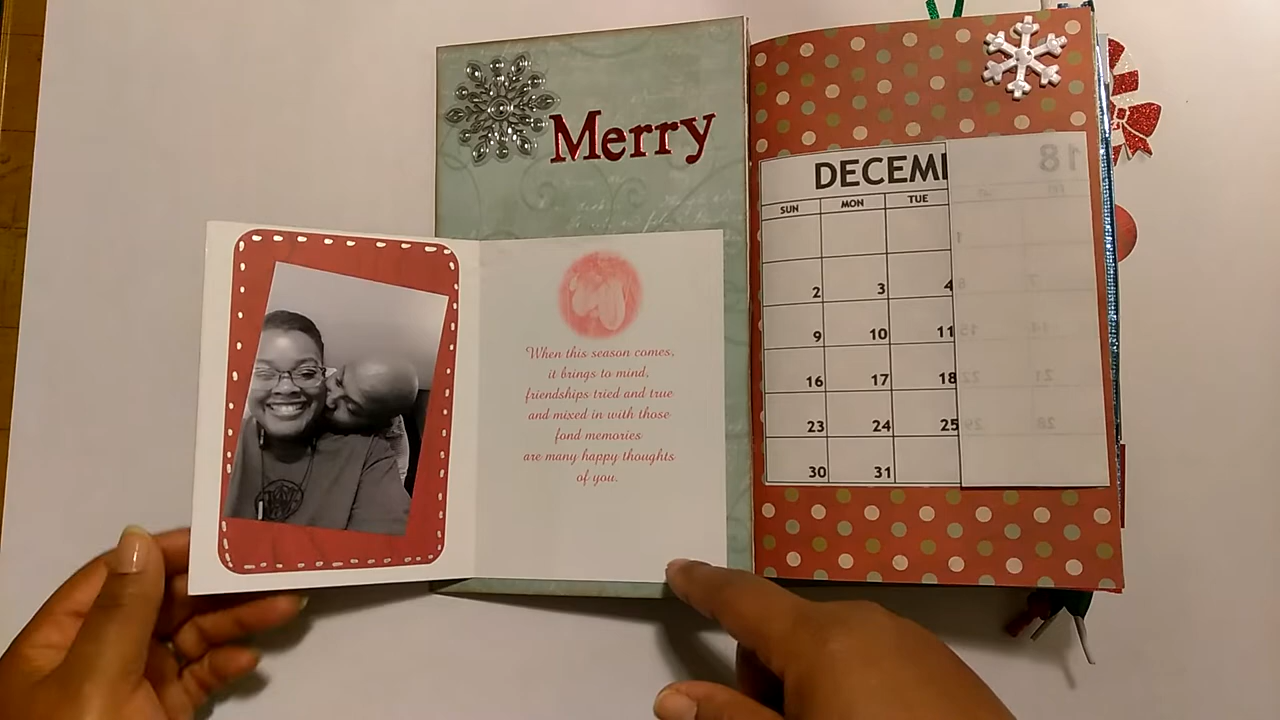 Merry
When this season comes,
it brings to mind,
friendships tried and true
and mixed in with those
fond memories
are many happy thoughts
of you.
DECEM
18
SUN MON TUE
2 3 4
9 10 11
16 17 18
23 24 25
30 31